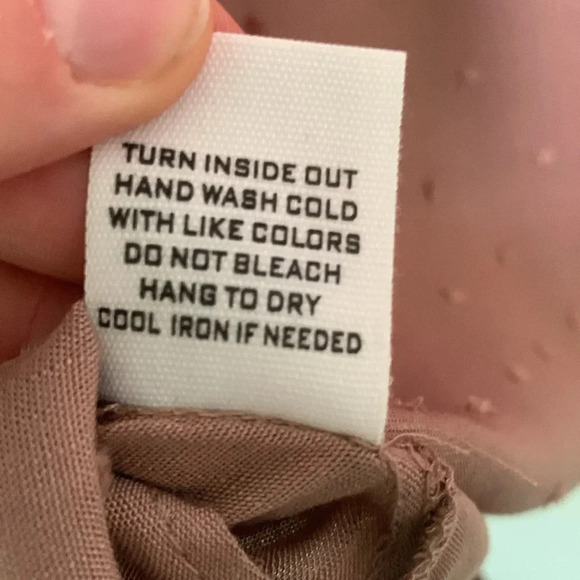 TURN INSIDE OUT
HAND WASH COLD
WITH LIKE COLORS
DO NOT BLEACH
HANG TO DRY
COOL IRON IF NEEDED